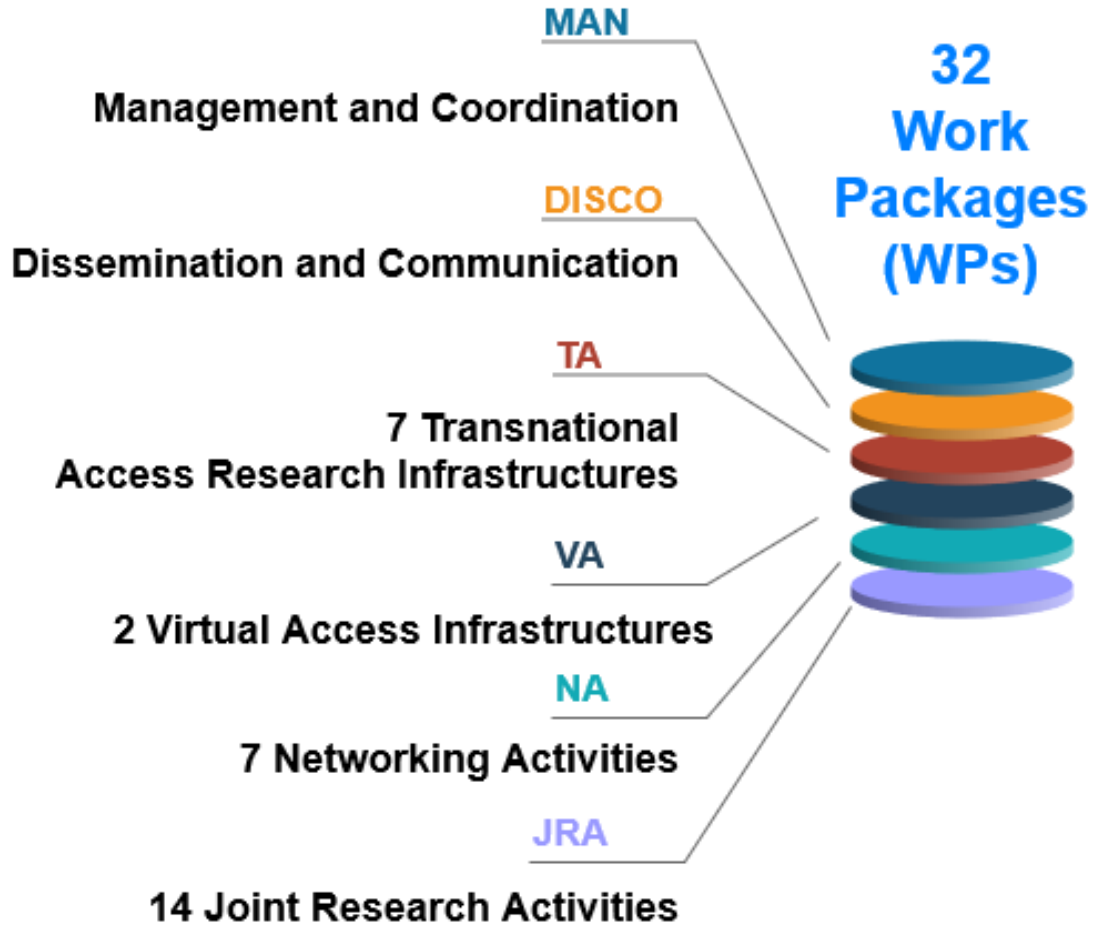 MAN
Management and Coordination
DISCO
Dissemination and Communication
TA
7 Transnational
Access Research Infrastructures
VA
2 Virtual Access Infrastructures
NA
7 Networking Activities
JRA
14 Joint Research Activities
32
Work
Packages
(WPs)